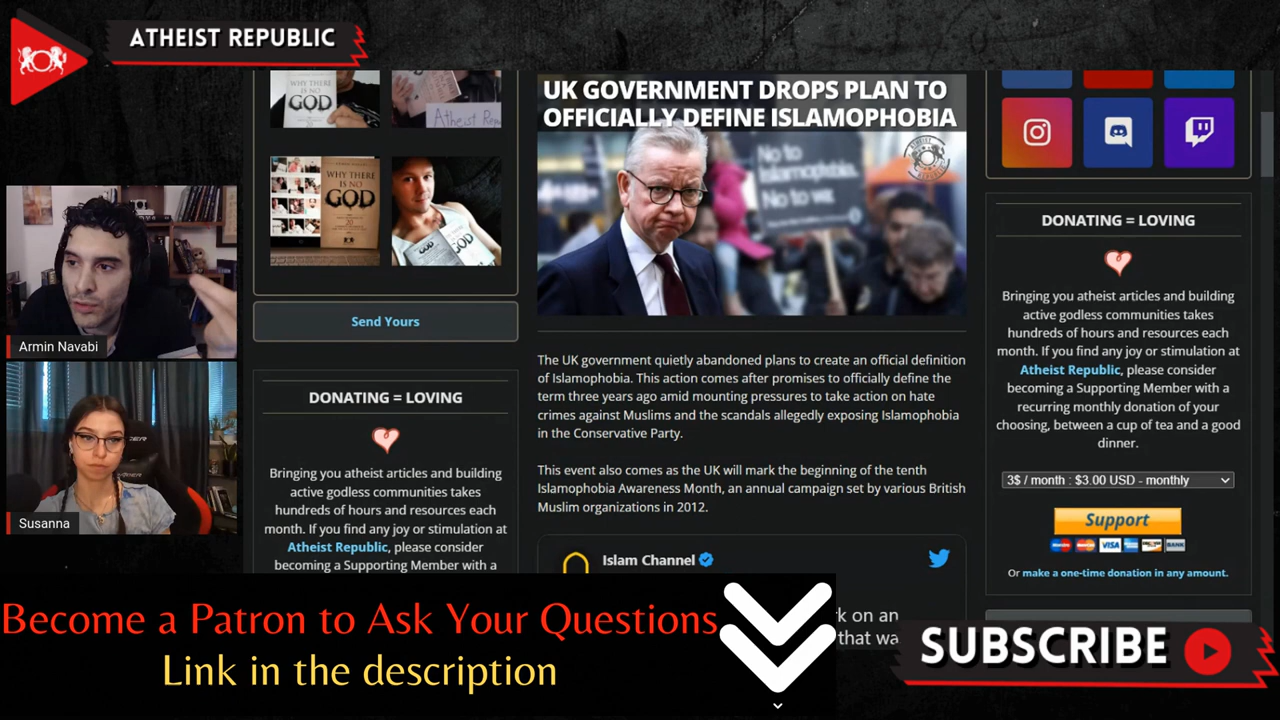 ATHEIST REPUBLIC
Armin Navabi
Susanna
WHY THERE
IS NO
GOD
Atheist Rep
WHY THERE
IS NO
GOD
GOD
GOD
Send Yours
DONATING = LOVING
Bringing you atheist articles and building
active godless communities takes
hundreds of hours and resources each
month. If you find any joy or stimulation at
Atheist Republic, please consider
becoming a Supporting Member with a
UK GOVERNMENT DROPS PLAN TO
OFFICIALLY DEFINE ISLAMOPHOBIA
No to
Islamophobia
No to war
The UK government quietly abandoned plans to create an official definition
of Islamophobia. This action comes after promises to officially define the
term three years ago amid mounting pressures to take action on hate
crimes against Muslims and the scandals allegedly exposing Islamophobia
in the Conservative Party.
This event also comes as the UK will mark the beginning of the tenth
Islamophobia Awareness Month, an annual campaign set by various British
Muslim organizations in 2012.
Islam Channel
rk on an
that wa
DONATING = LOVING
Bringing you atheist articles and building
active godless communities takes
hundreds of hours and resources each
month. If you find any joy or stimulation at
Atheist Republic, please consider
becoming a Supporting Member with a
recurring monthly donation of your
choosing, between a cup of tea and a good
dinner.
3$ / month : $3.00 USD - monthly
Support
VISA
BANK
Or make a one-time donation in any amount.
Become a Patron to Ask Your Questions
Link in the description
SUBSCRIBE